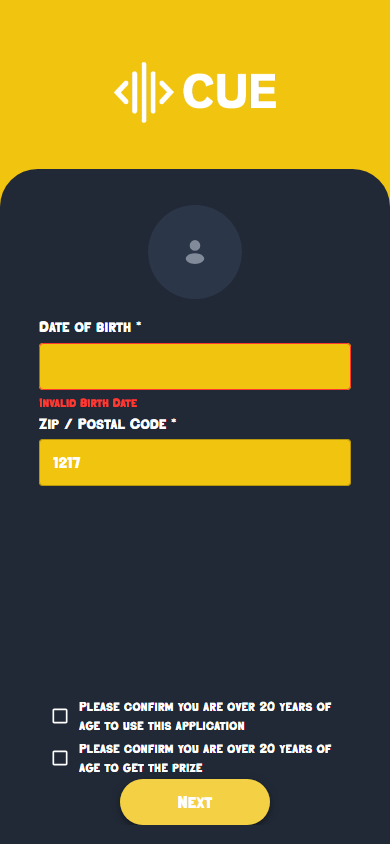 CUE
Date of birth *
Invalid Birth Date
Zip / Postal Code *
1217
Please confirm you are over 20 years of
age to use this application
Please confirm you are over 20 years of
age to get the prize
Next